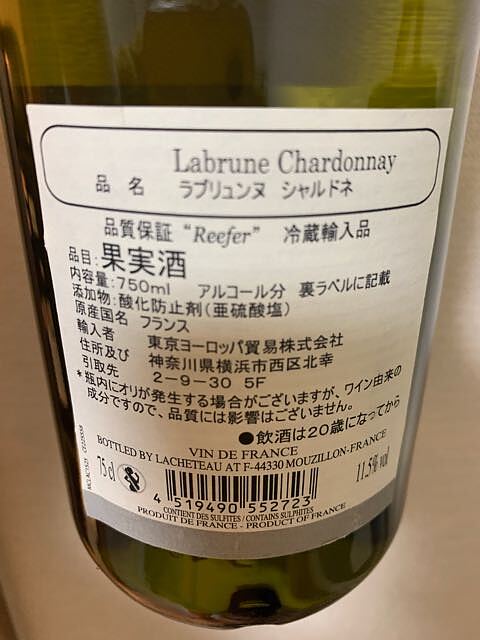 Labrune Chardonnay
品 名 ラブリュンヌ シャルドネ
品質保証 “Reefer” 冷蔵輸入品
品目:果実酒
内容量:750ml アルコール分 裏ラベルに記載
添加物:酸化防止剤(亜硫酸塩)
原産国名 フランス
輸入者 東京ヨーロッパ貿易株式会社
住所及び 神奈川県横浜市西区北幸
引取先 2-9-30 5F
*瓶内にオリが発生する場合がございますが、ワイン由来の
成分ですので、品質には影響はございません。
●飲酒は20歳になってから
VIN DE FRANCE
BOTTLED BY LACHETEAU AT F-44330 MOUZILLON-FRANCE
75 cl
11.5% vol
4 519490 552723
CONTIENT DES SULFITES / CONTAINS SULPHITES
PRODUIT DE FRANCE - PRODUCT OF FRANCE